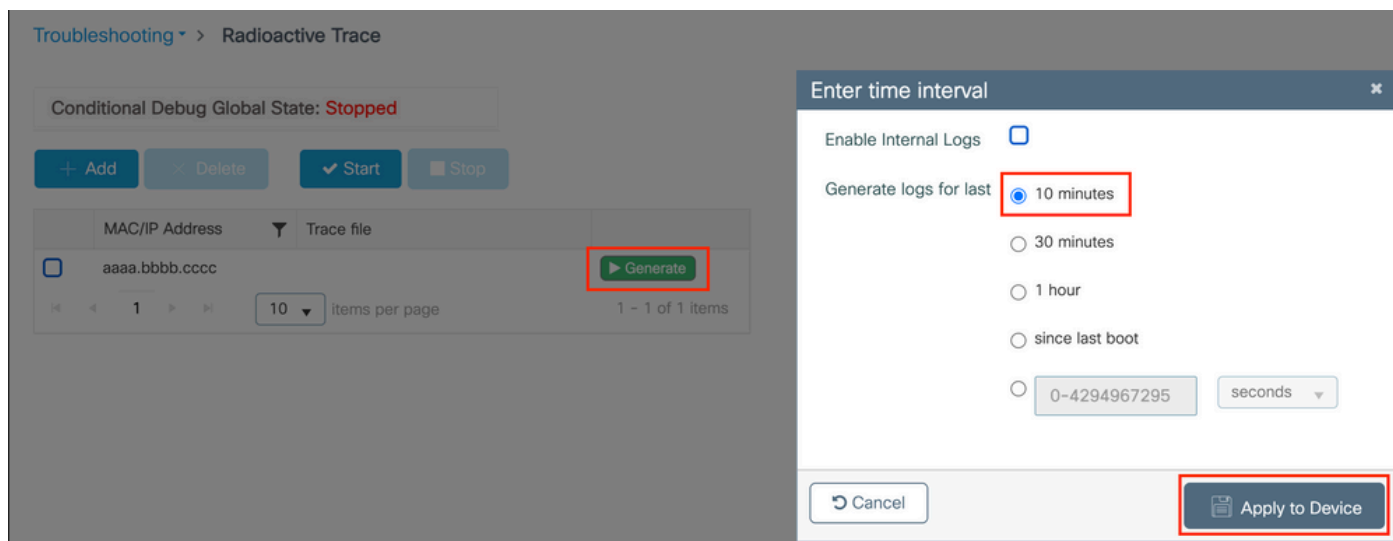 Troubleshooting > Radioactive Trace
Conditional Debug Global State: Stopped
+ Add
× Delete
Start
Stop
MAC/IP Address
Trace file
aaaa.bbbb.cccc
Generate
1
10
items per page
1 - 1 of 1 items
Enter time interval
Enable Internal Logs
Generate logs for last
10 minutes
30 minutes
1 hour
since last boot
0-4294967295
seconds
Cancel
Apply to Device